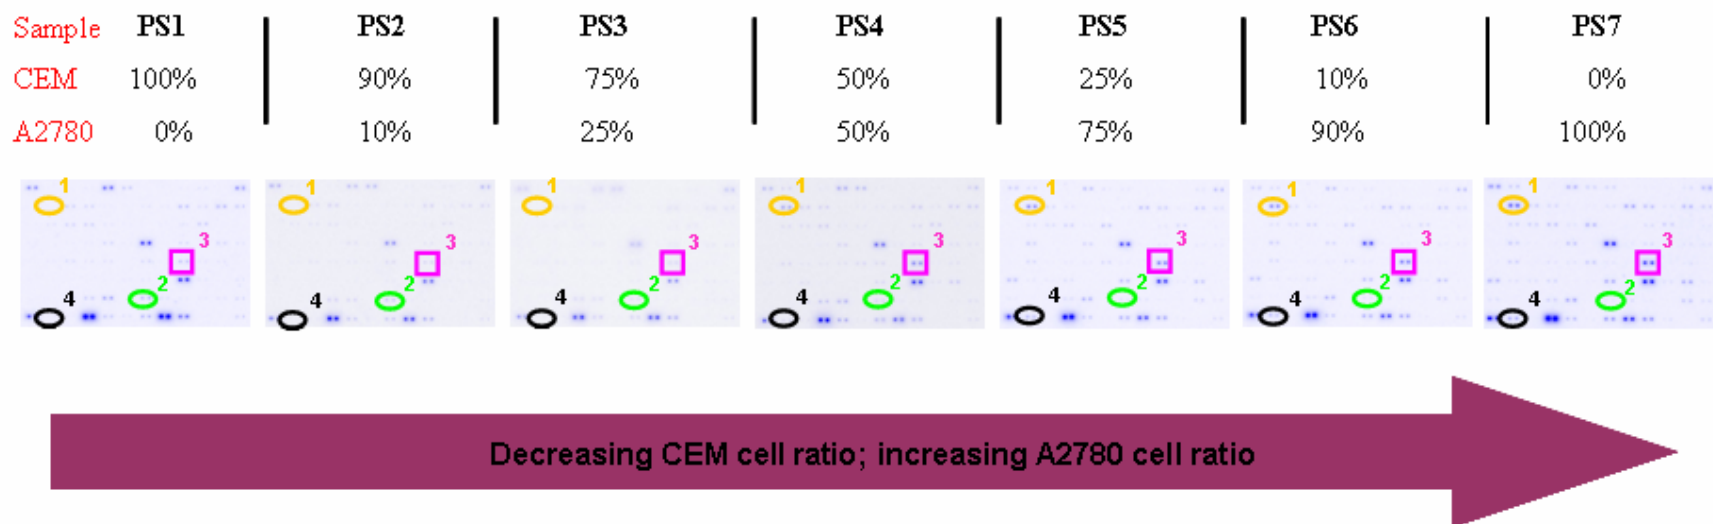 Sample PS1 PS2 PS3 PS4 PS5 PS6 PS7
CEM 100% 90% 75% 50% 25% 10% 0%
A2780 0% 10% 25% 50% 75% 90% 100%
1 1 1 1 1 1 1
3 3 3 3 3 3 3
2 2 2 2 2 2 2
4 4 4 4 4 4 4
Decreasing CEM cell ratio; increasing A2780 cell ratio